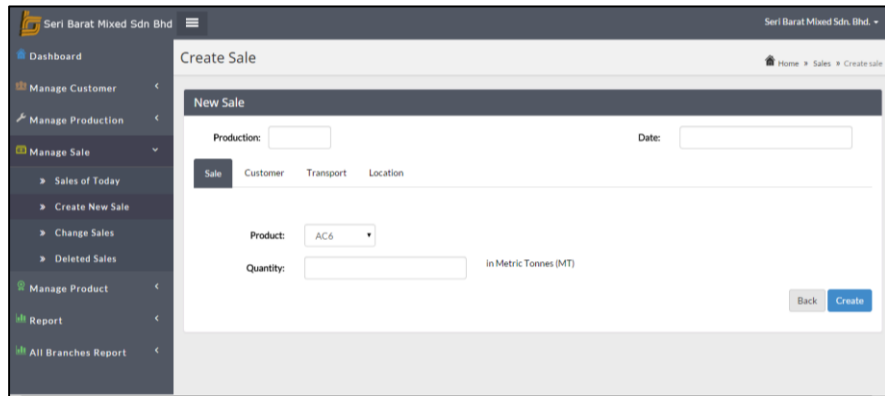 Seri Barat Mixed Sdn Bhd
Seri Barat Mixed Sdn. Bhd.
Dashboard
Manage Customer
Manage Production
Manage Sale
» Sales of Today
» Create New Sale
» Change Sales
» Deleted Sales
Manage Product
Report
All Branches Report
Create Sale
Home » Sales » Create sale
New Sale
Production:
Date:
Sale Customer Transport Location
Product: AC6
Quantity: in Metric Tonnes (MT)
Back Create